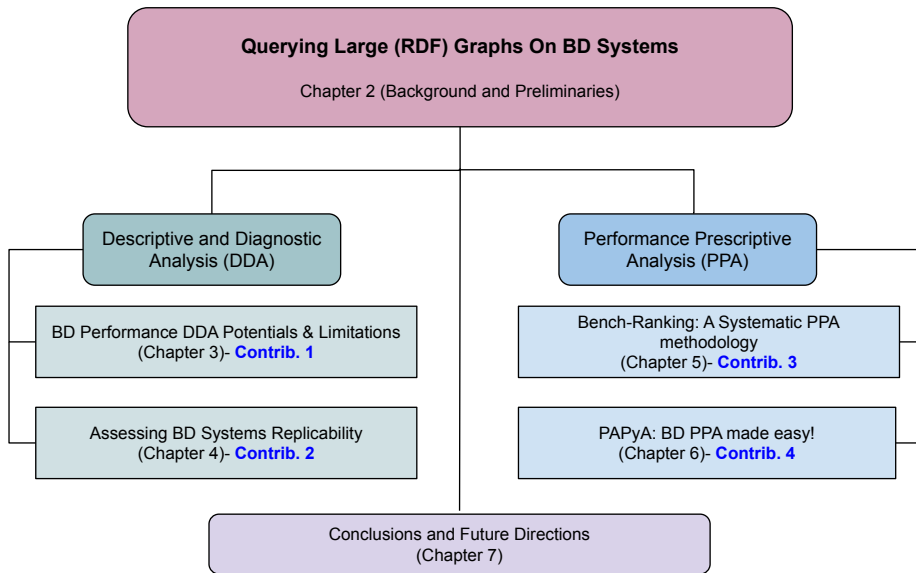 Querying Large (RDF) Graphs On BD Systems
Chapter 2 (Background and Preliminaries)
Descriptive and Diagnostic
Analysis (DDA)
Performance Prescriptive
Analysis (PPA)
BD Performance DDA Potentials & Limitations
(Chapter 3)- Contrib. 1
Bench-Ranking: A Systematic PPA
methodology
(Chapter 5)- Contrib. 3
Assessing BD Systems Replicability
(Chapter 4)- Contrib. 2
PAPyA: BD PPA made easy!
(Chapter 6)- Contrib. 4
Conclusions and Future Directions
(Chapter 7)